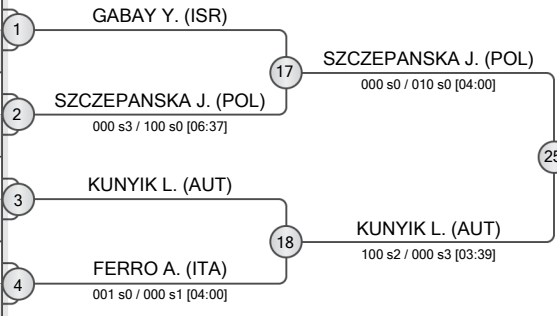 GABAY Y. (ISR)
1
SZCZEPANSKA J. (POL)
17
000 s0 / 010 s0 [04:00]
SZCZEPANSKA J. (POL)
2
000 s3 / 100 s0 [06:37]
25
KUNYIK L. (AUT)
3
KUNYIK L. (AUT)
18
100 s2 / 000 s3 [03:39]
FERRO A. (ITA)
4
001 s0 / 000 s1 [04:00]